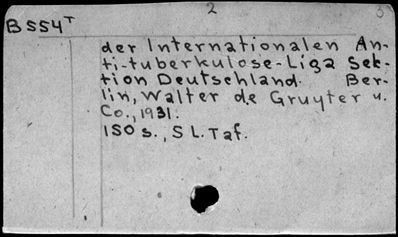 2
B554T
der Internationalen An-
ti-tuberkulose-Liga Sek-
tion Deutschland. Ber-
lin, Walter de Gruyter u.
Co., 1931.
150 s., 5 l. Taf.